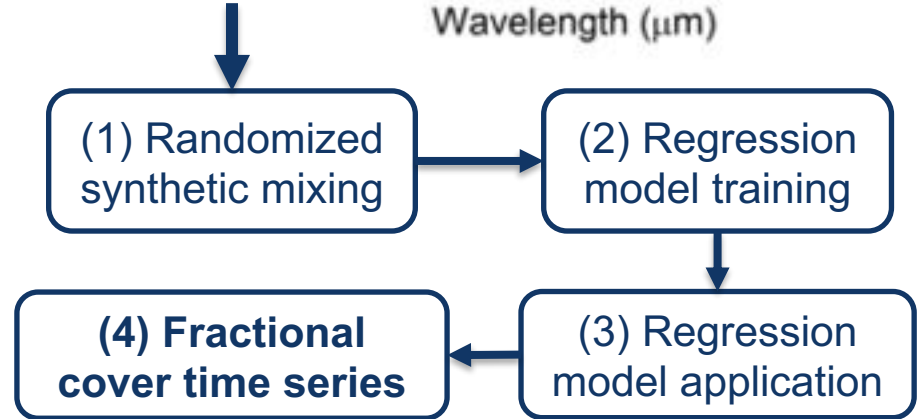 Wavelength (μm)
(1) Randomized
synthetic mixing
(2) Regression
model training
(3) Regression
model application
(4) Fractional
cover time series